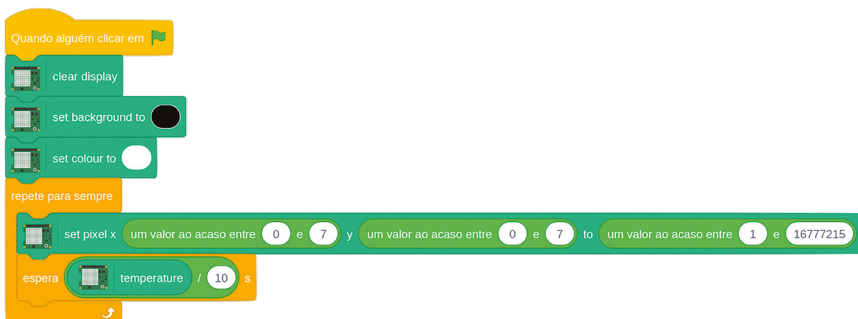 Quando alguém clicar em
clear display
set background to
set colour to
repete para sempre
set pixel x um valor ao acaso entre 0 e 7 y um valor ao acaso entre 0 e 7 to um valor ao acaso entre 1 e 16777215
espera temperature / 10 s